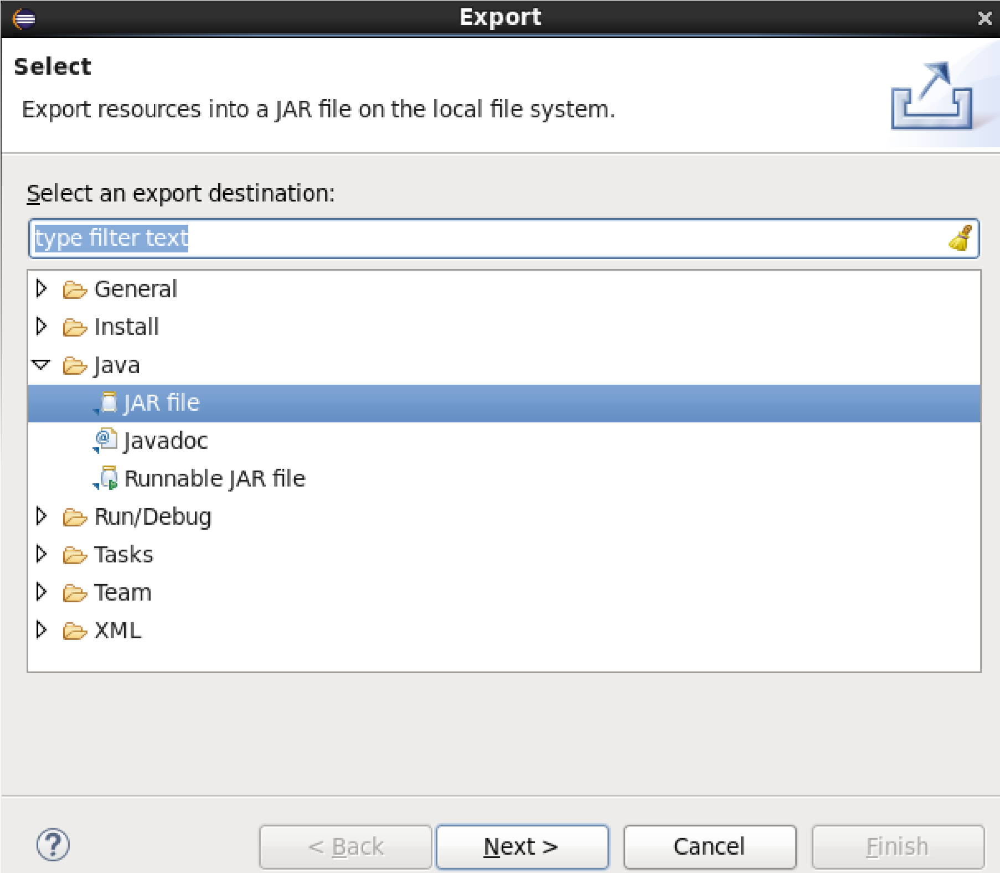 Export
Select
Export resources into a JAR file on the local file system.
Select an export destination:
type filter text
General
Install
Java
JAR file
Javadoc
Runnable JAR file
Run/Debug
Tasks
Team
XML
< Back Next > Cancel Finish